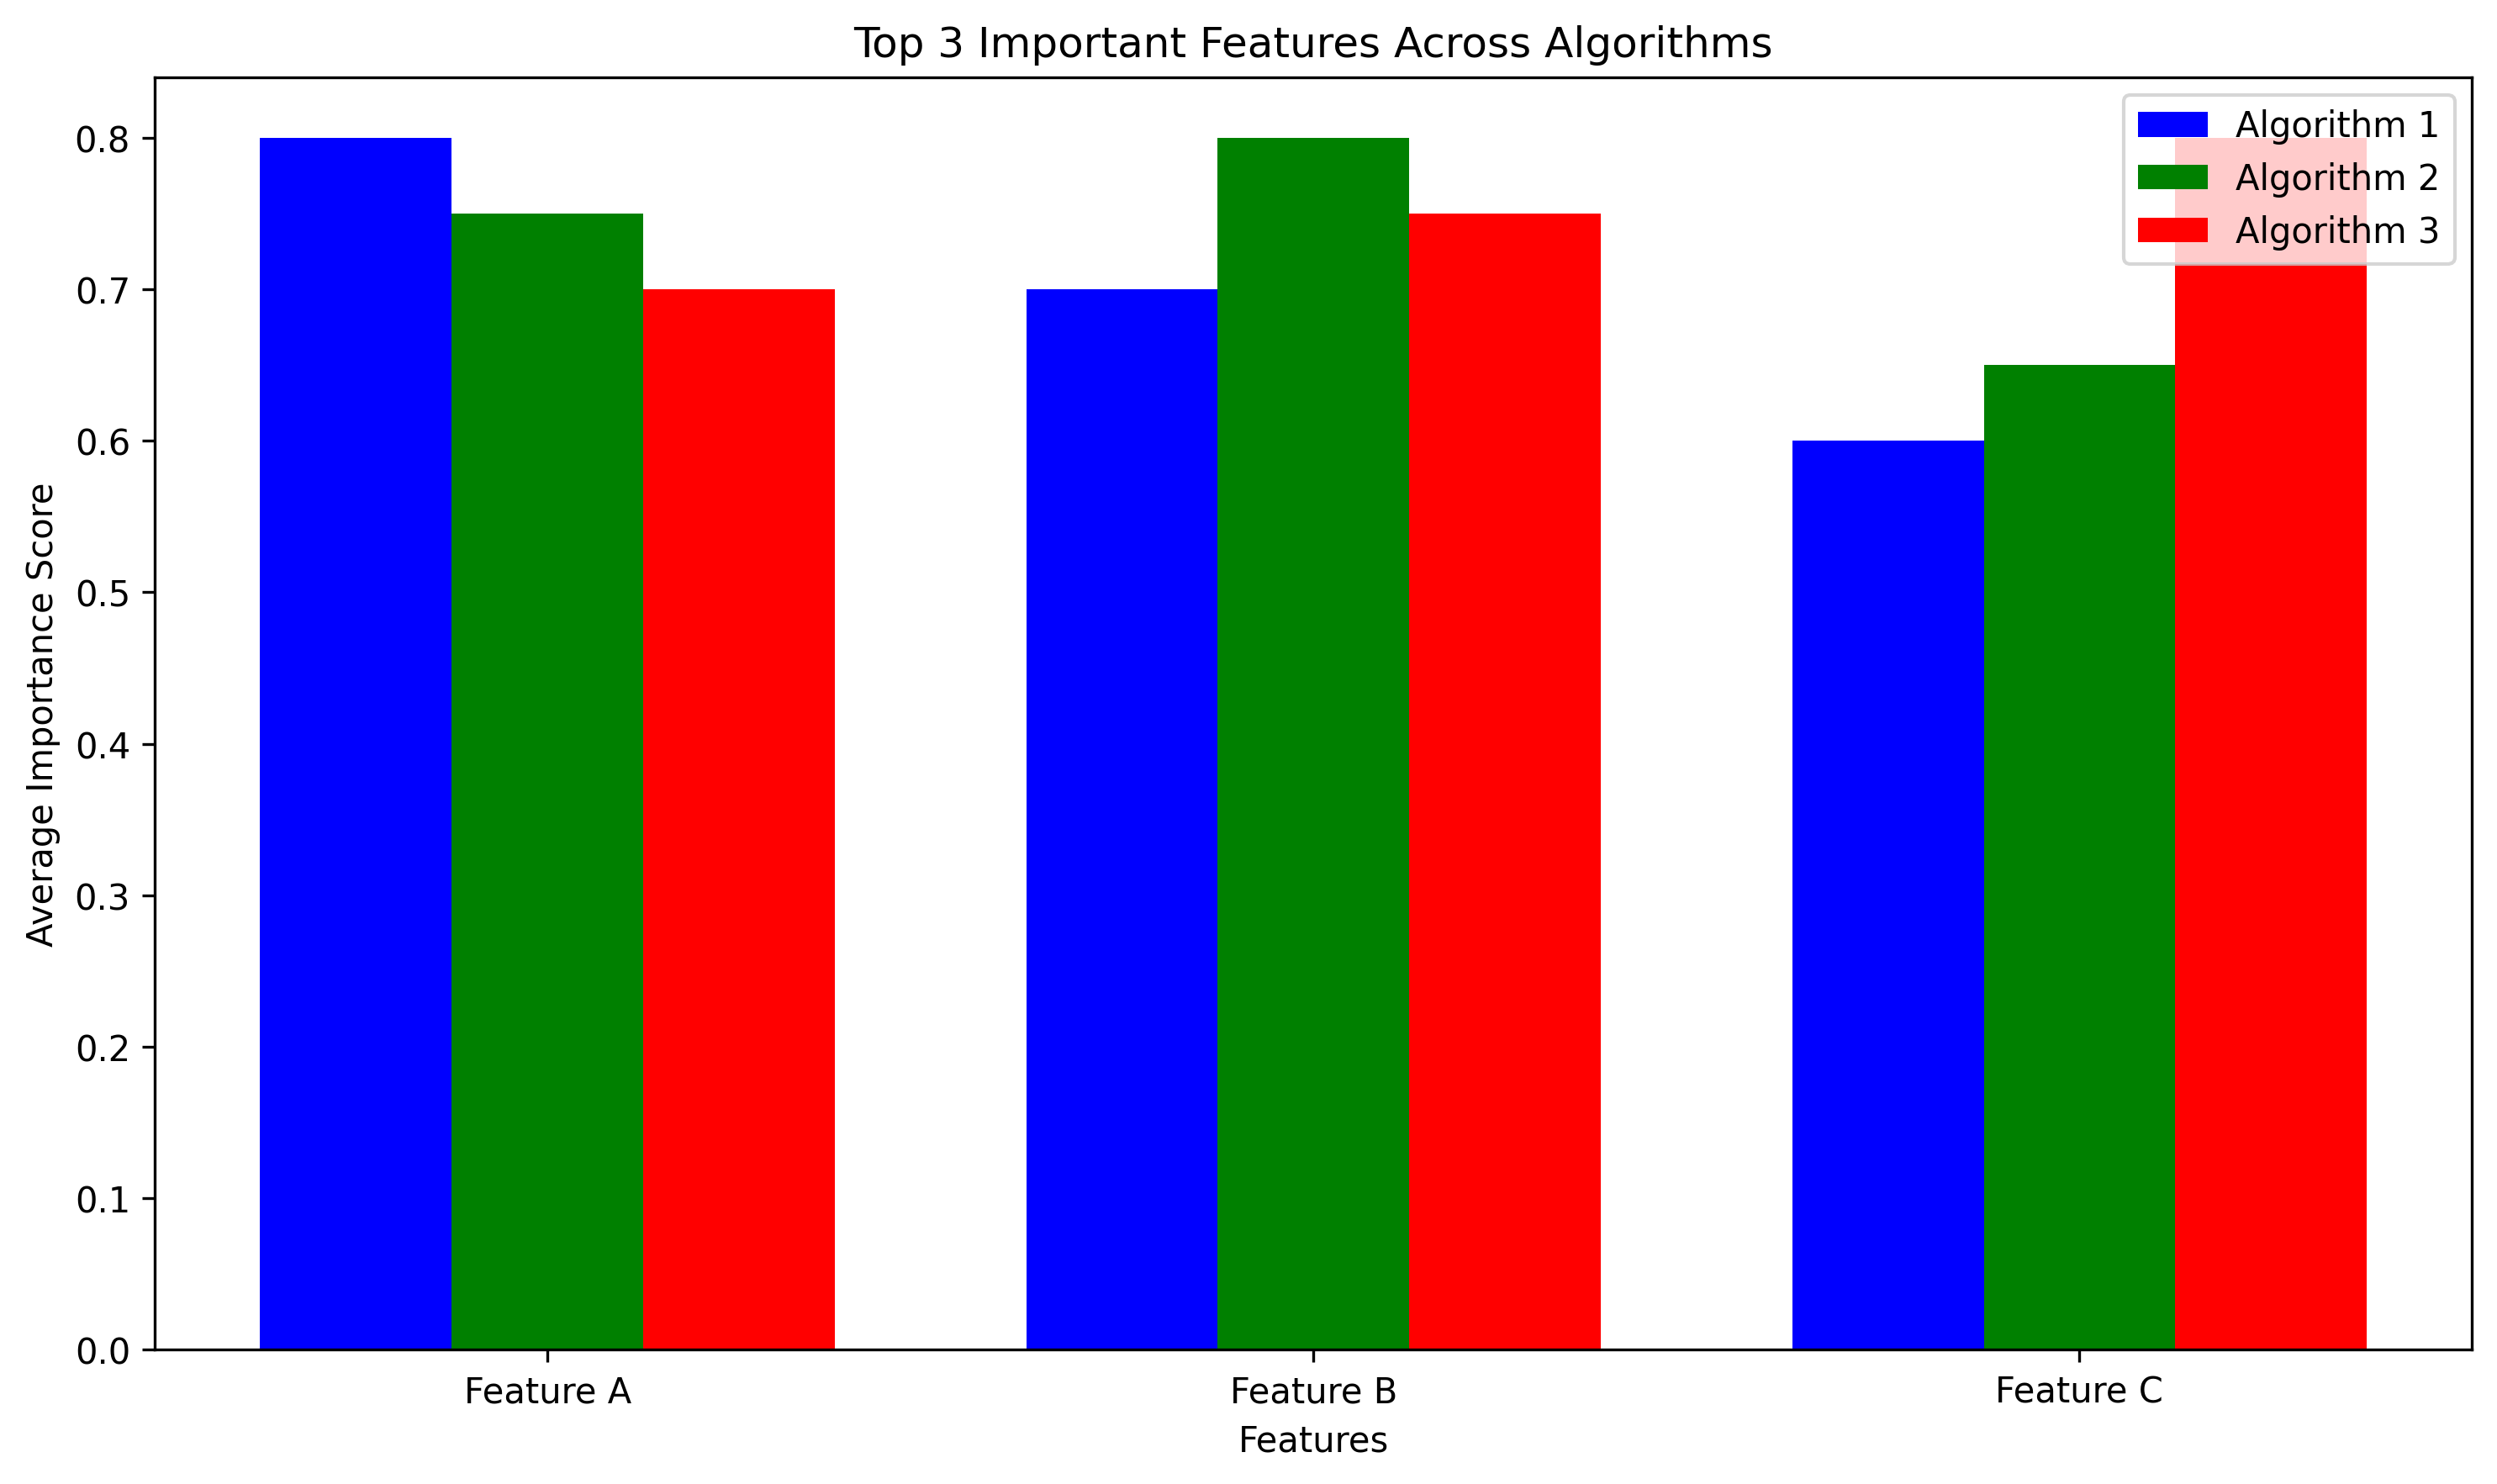 Top 3 Important Features Across Algorithms
Algorithm 1
Algorithm 2
Algorithm 3
Average Importance Score
0.8
0.7
0.6
0.5
0.4
0.3
0.2
0.1
0.0
Feature A
Feature B
Feature C
Features